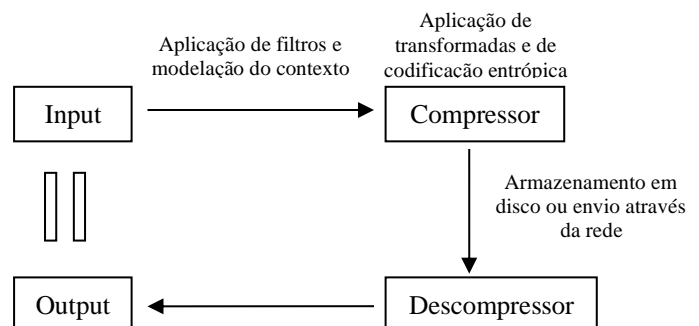 Aplicação de filtros e
modelação do contexto
Aplicação de
transformadas e de
codificação entrópica
Input
Compressor
Armazenamento em
disco ou envio através
da rede
Output
Descompressor